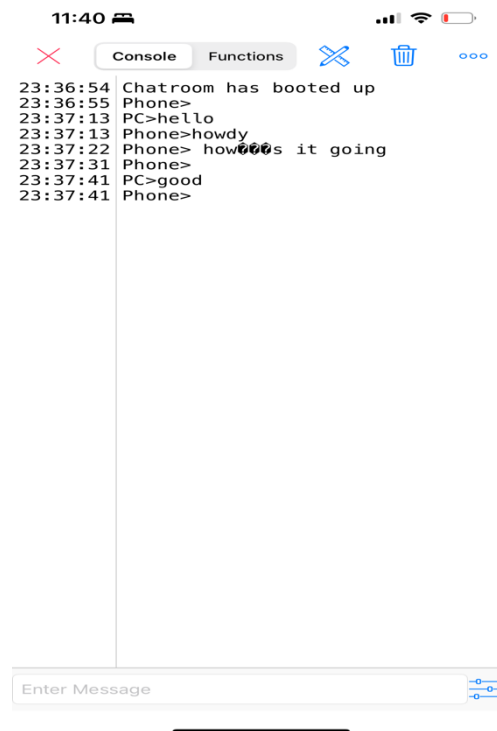 11:40
Console Functions
23:36:54 Chatroom has booted up
23:36:55 Phone>
23:37:13 PC>hello
23:37:13 Phone>howdy
23:37:22 Phone> how���s it going
23:37:31 Phone>
23:37:41 PC>good
23:37:41 Phone>
Enter Message